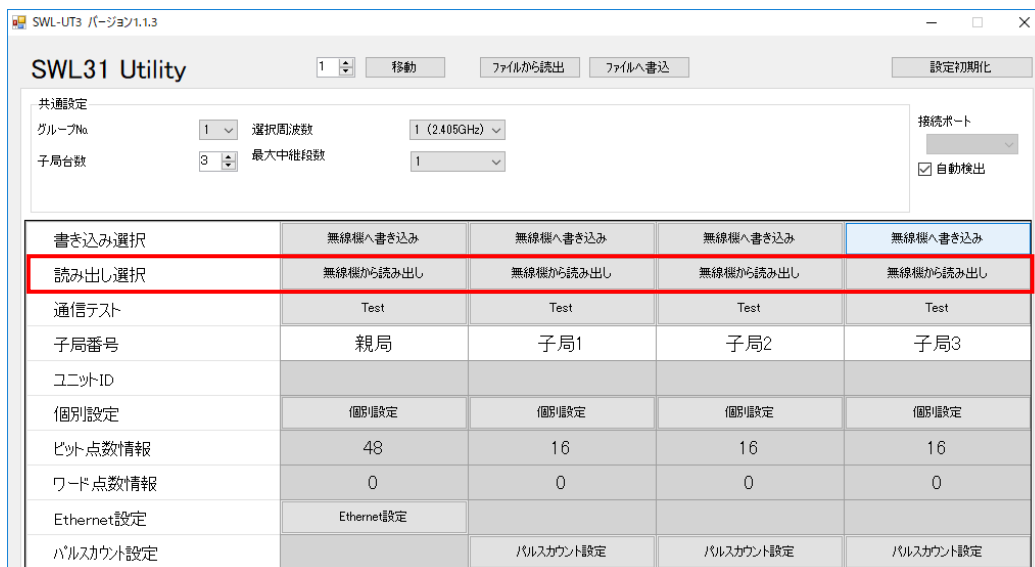 SWL-UT3 バージョン1.1.3
SWL31 Utility 1 移動 ファイルから読出 ファイルへ書込 設定初期化
共通設定
グループNo. 1 選択周波数 1 (2.405GHz) 接続ポート
子局台数 3 最大中継段数 1 自動検出
書き込み選択 無線機へ書き込み 無線機へ書き込み 無線機へ書き込み 無線機へ書き込み
読み出し選択 無線機から読み出し 無線機から読み出し 無線機から読み出し 無線機から読み出し
通信テスト Test Test Test Test
子局番号 親局 子局1 子局2 子局3
ユニットID
個別設定 個別設定 個別設定 個別設定 個別設定
ビット点数情報 48 16 16 16
ワード点数情報 0 0 0 0
Ethernet設定 Ethernet設定
パルスカウント設定 パルスカウント設定 パルスカウント設定 パルスカウント設定